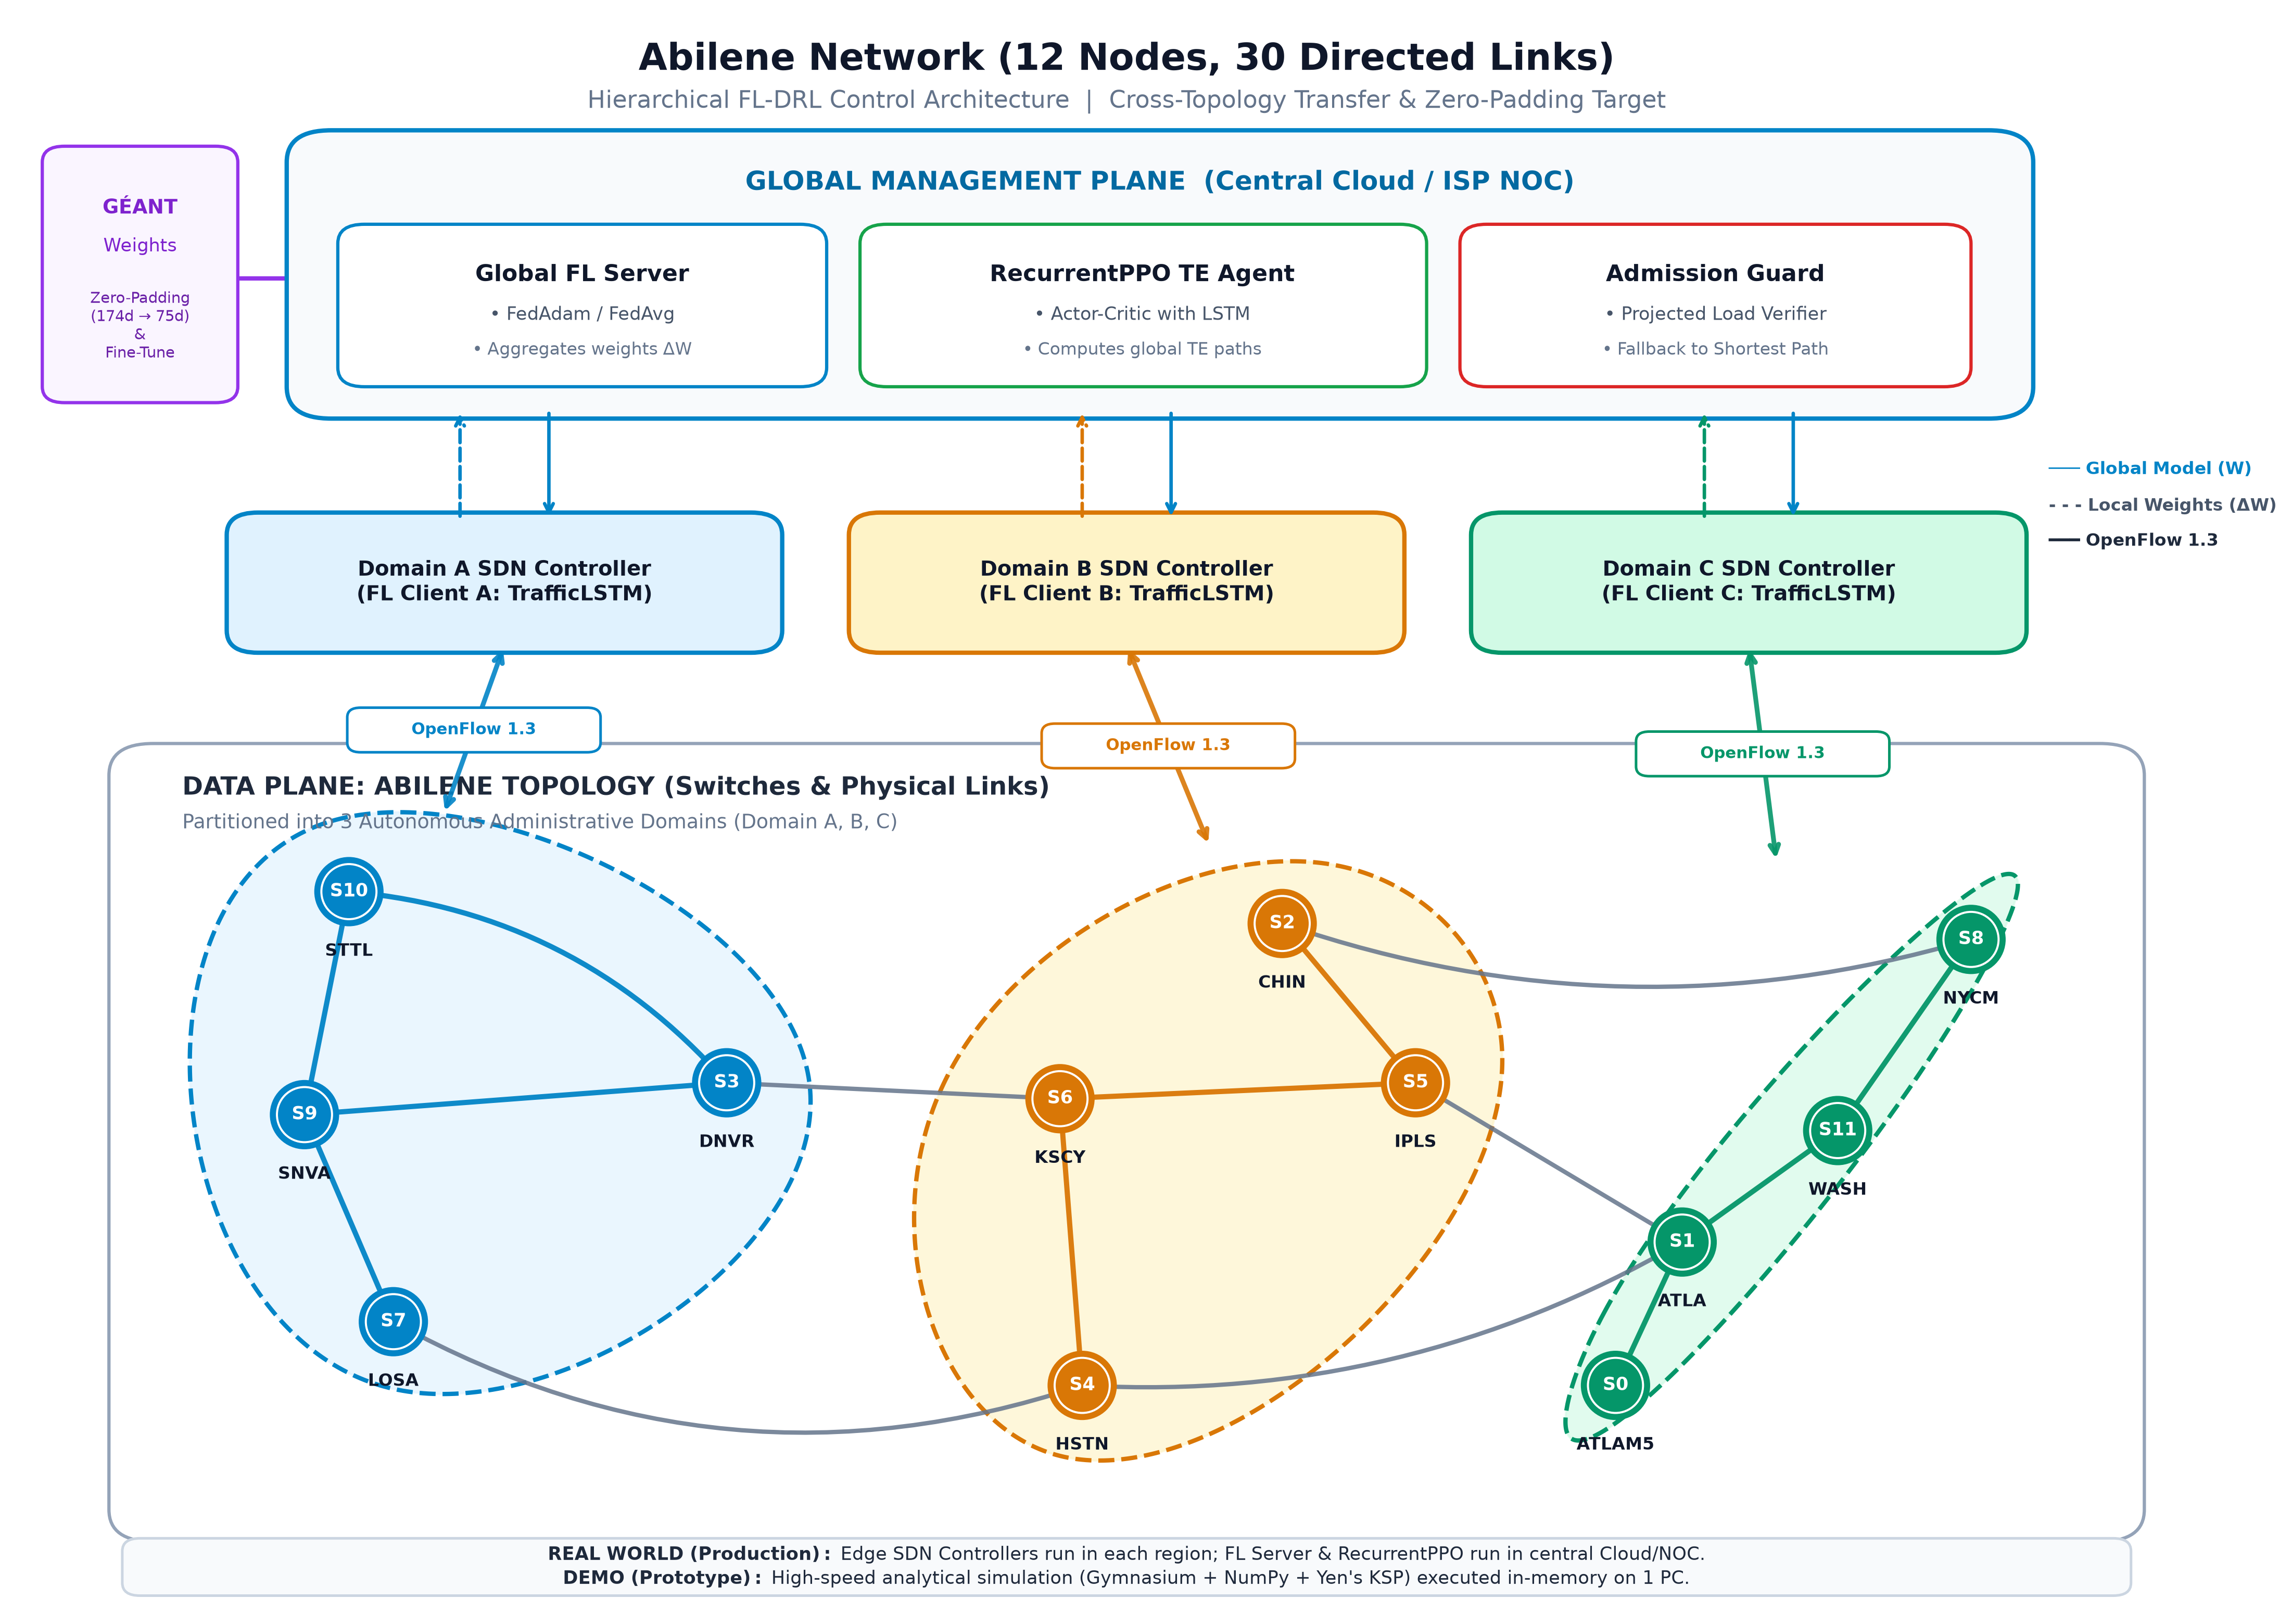 Abilene Network (12 Nodes, 30 Directed Links)
Hierarchical FL-DRL Control Architecture | Cross-Topology Transfer & Zero-Padding Target
GÉANT
Weights
Zero-Padding
(174d → 75d)
&
Fine-Tune
GLOBAL MANAGEMENT PLANE (Central Cloud / ISP NOC)
Global FL Server
• FedAdam / FedAvg
• Aggregates weights ΔW
RecurrentPPO TE Agent
• Actor-Critic with LSTM
• Computes global TE paths
Admission Guard
• Projected Load Verifier
• Fallback to Shortest Path
Global Model (W)
Local Weights (ΔW)
OpenFlow 1.3
Domain A SDN Controller
(FL Client A: TrafficLSTM)
Domain B SDN Controller
(FL Client B: TrafficLSTM)
Domain C SDN Controller
(FL Client C: TrafficLSTM)
OpenFlow 1.3
OpenFlow 1.3
OpenFlow 1.3
DATA PLANE: ABILENE TOPOLOGY (Switches & Physical Links)
Partitioned into 3 Autonomous Administrative Domains (Domain A, B, C)
S10
STTL
S9
SNVA
S3
DNVR
S7
LOSA
S2
CHIN
S6
KSCY
S5
IPLS
S4
HSTN
S8
NYCM
S11
WASH
S1
ATLA
S0
ATLAM5
REAL WORLD (Production): Edge SDN Controllers run in each region; FL Server & RecurrentPPO run in central Cloud/NOC.
DEMO (Prototype): High-speed analytical simulation (Gymnasium + NumPy + Yen's KSP) executed in-memory on 1 PC.